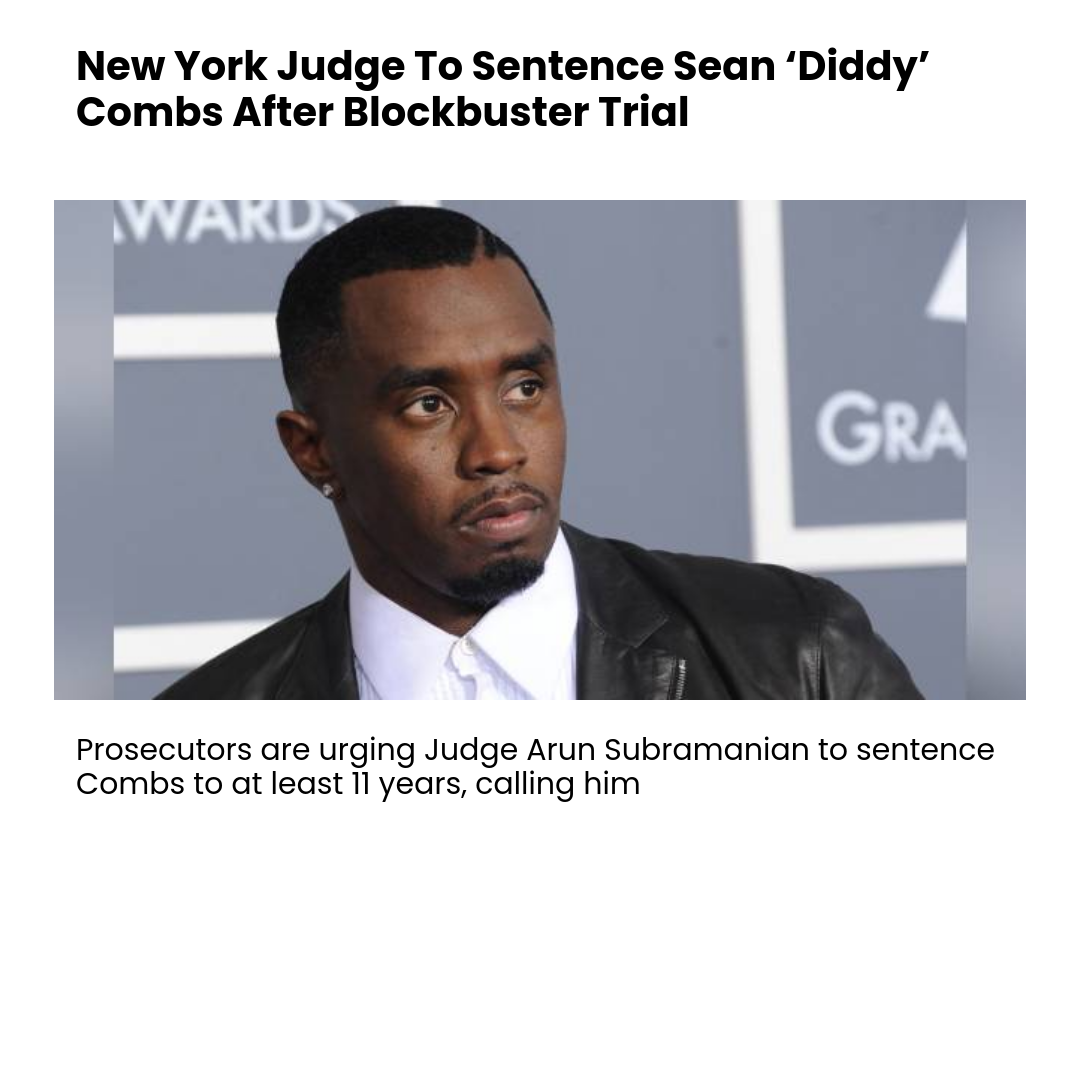 New York Judge To Sentence Sean ‘Diddy’
Combs After Blockbuster Trial
WARDS
GRA
Prosecutors are urging Judge Arun Subramanian to sentence
Combs to at least 11 years, calling him